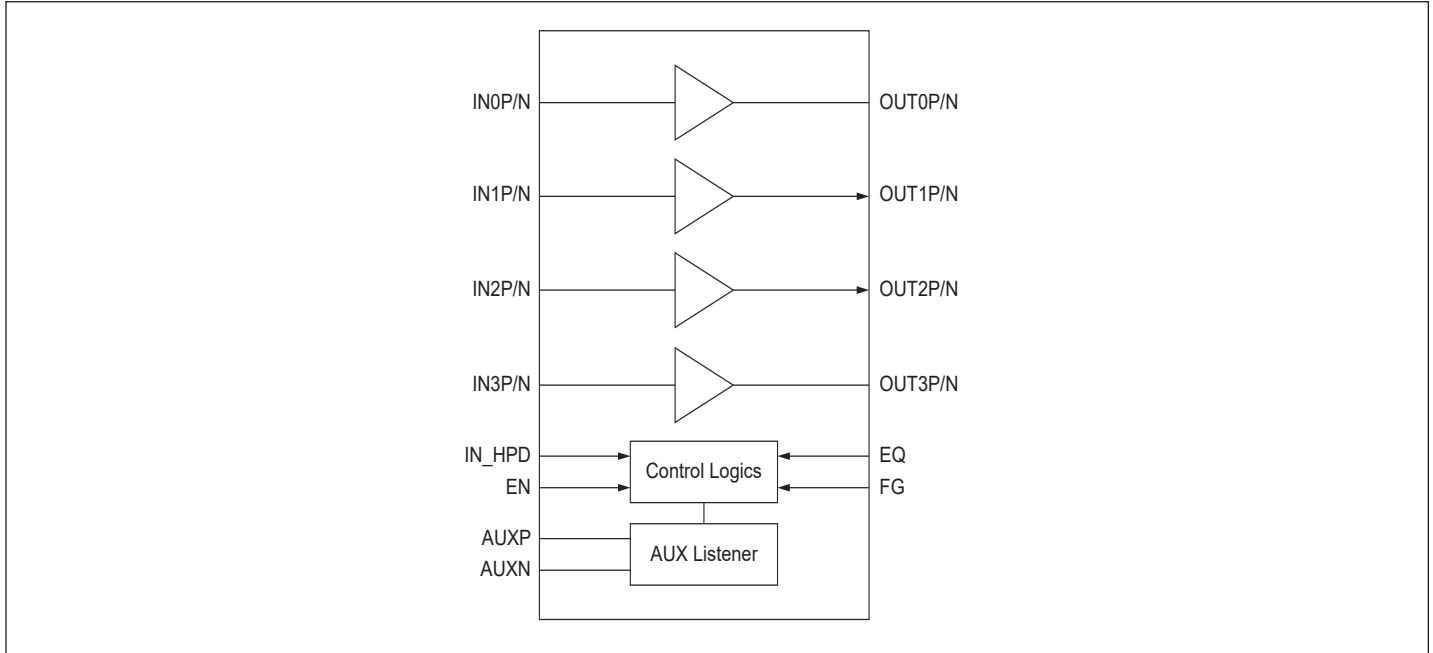 IN0P/N
OUT0P/N
IN1P/N
OUT1P/N
IN2P/N
OUT2P/N
IN3P/N
OUT3P/N
IN_HPD
Control Logics
EQ
EN
FG
AUXP
AUX Listener
AUXN